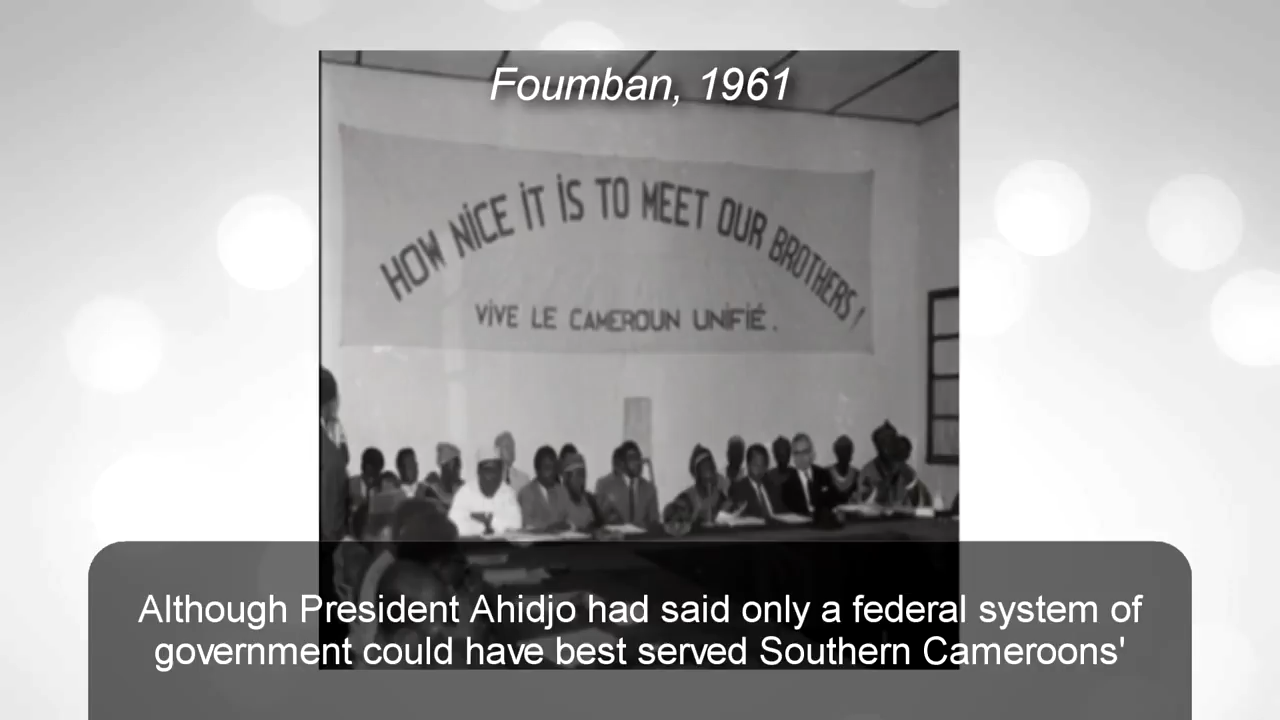 Foumban, 1961
HOW NICE IT IS TO MEET OUR BROTHERS!
VIVE LE CAMEROUN UNIFIÉ.
Although President Ahidjo had said only a federal system of
government could have best served Southern Cameroons'